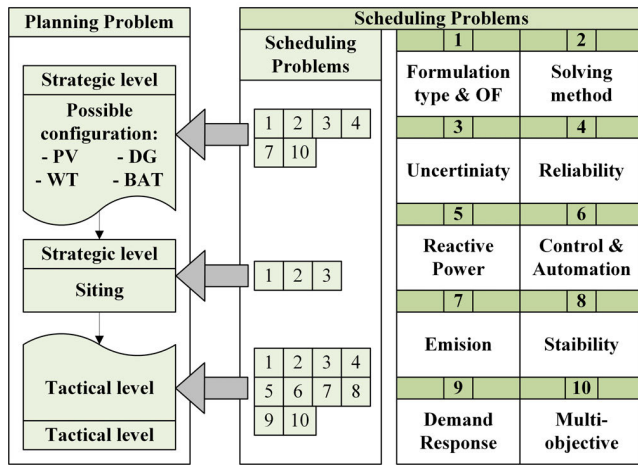 Planning Problem
Strategic level
Possible
configuration:
- PV - DG
- WT - BAT
Strategic level
Siting
Tactical level
Tactical level
Scheduling Problems
Scheduling
Problems
1 2 3 4
7 10
1 2 3
1 2 3 4
5 6 7 8
9 10
1 2
Formulation type & OF
Solving method
3 4
Uncertiniaty Reliability
5 6
Reactive Power
Control & Automation
7 8
Emision Staibility
9 10
Demand Response
Multi-objective